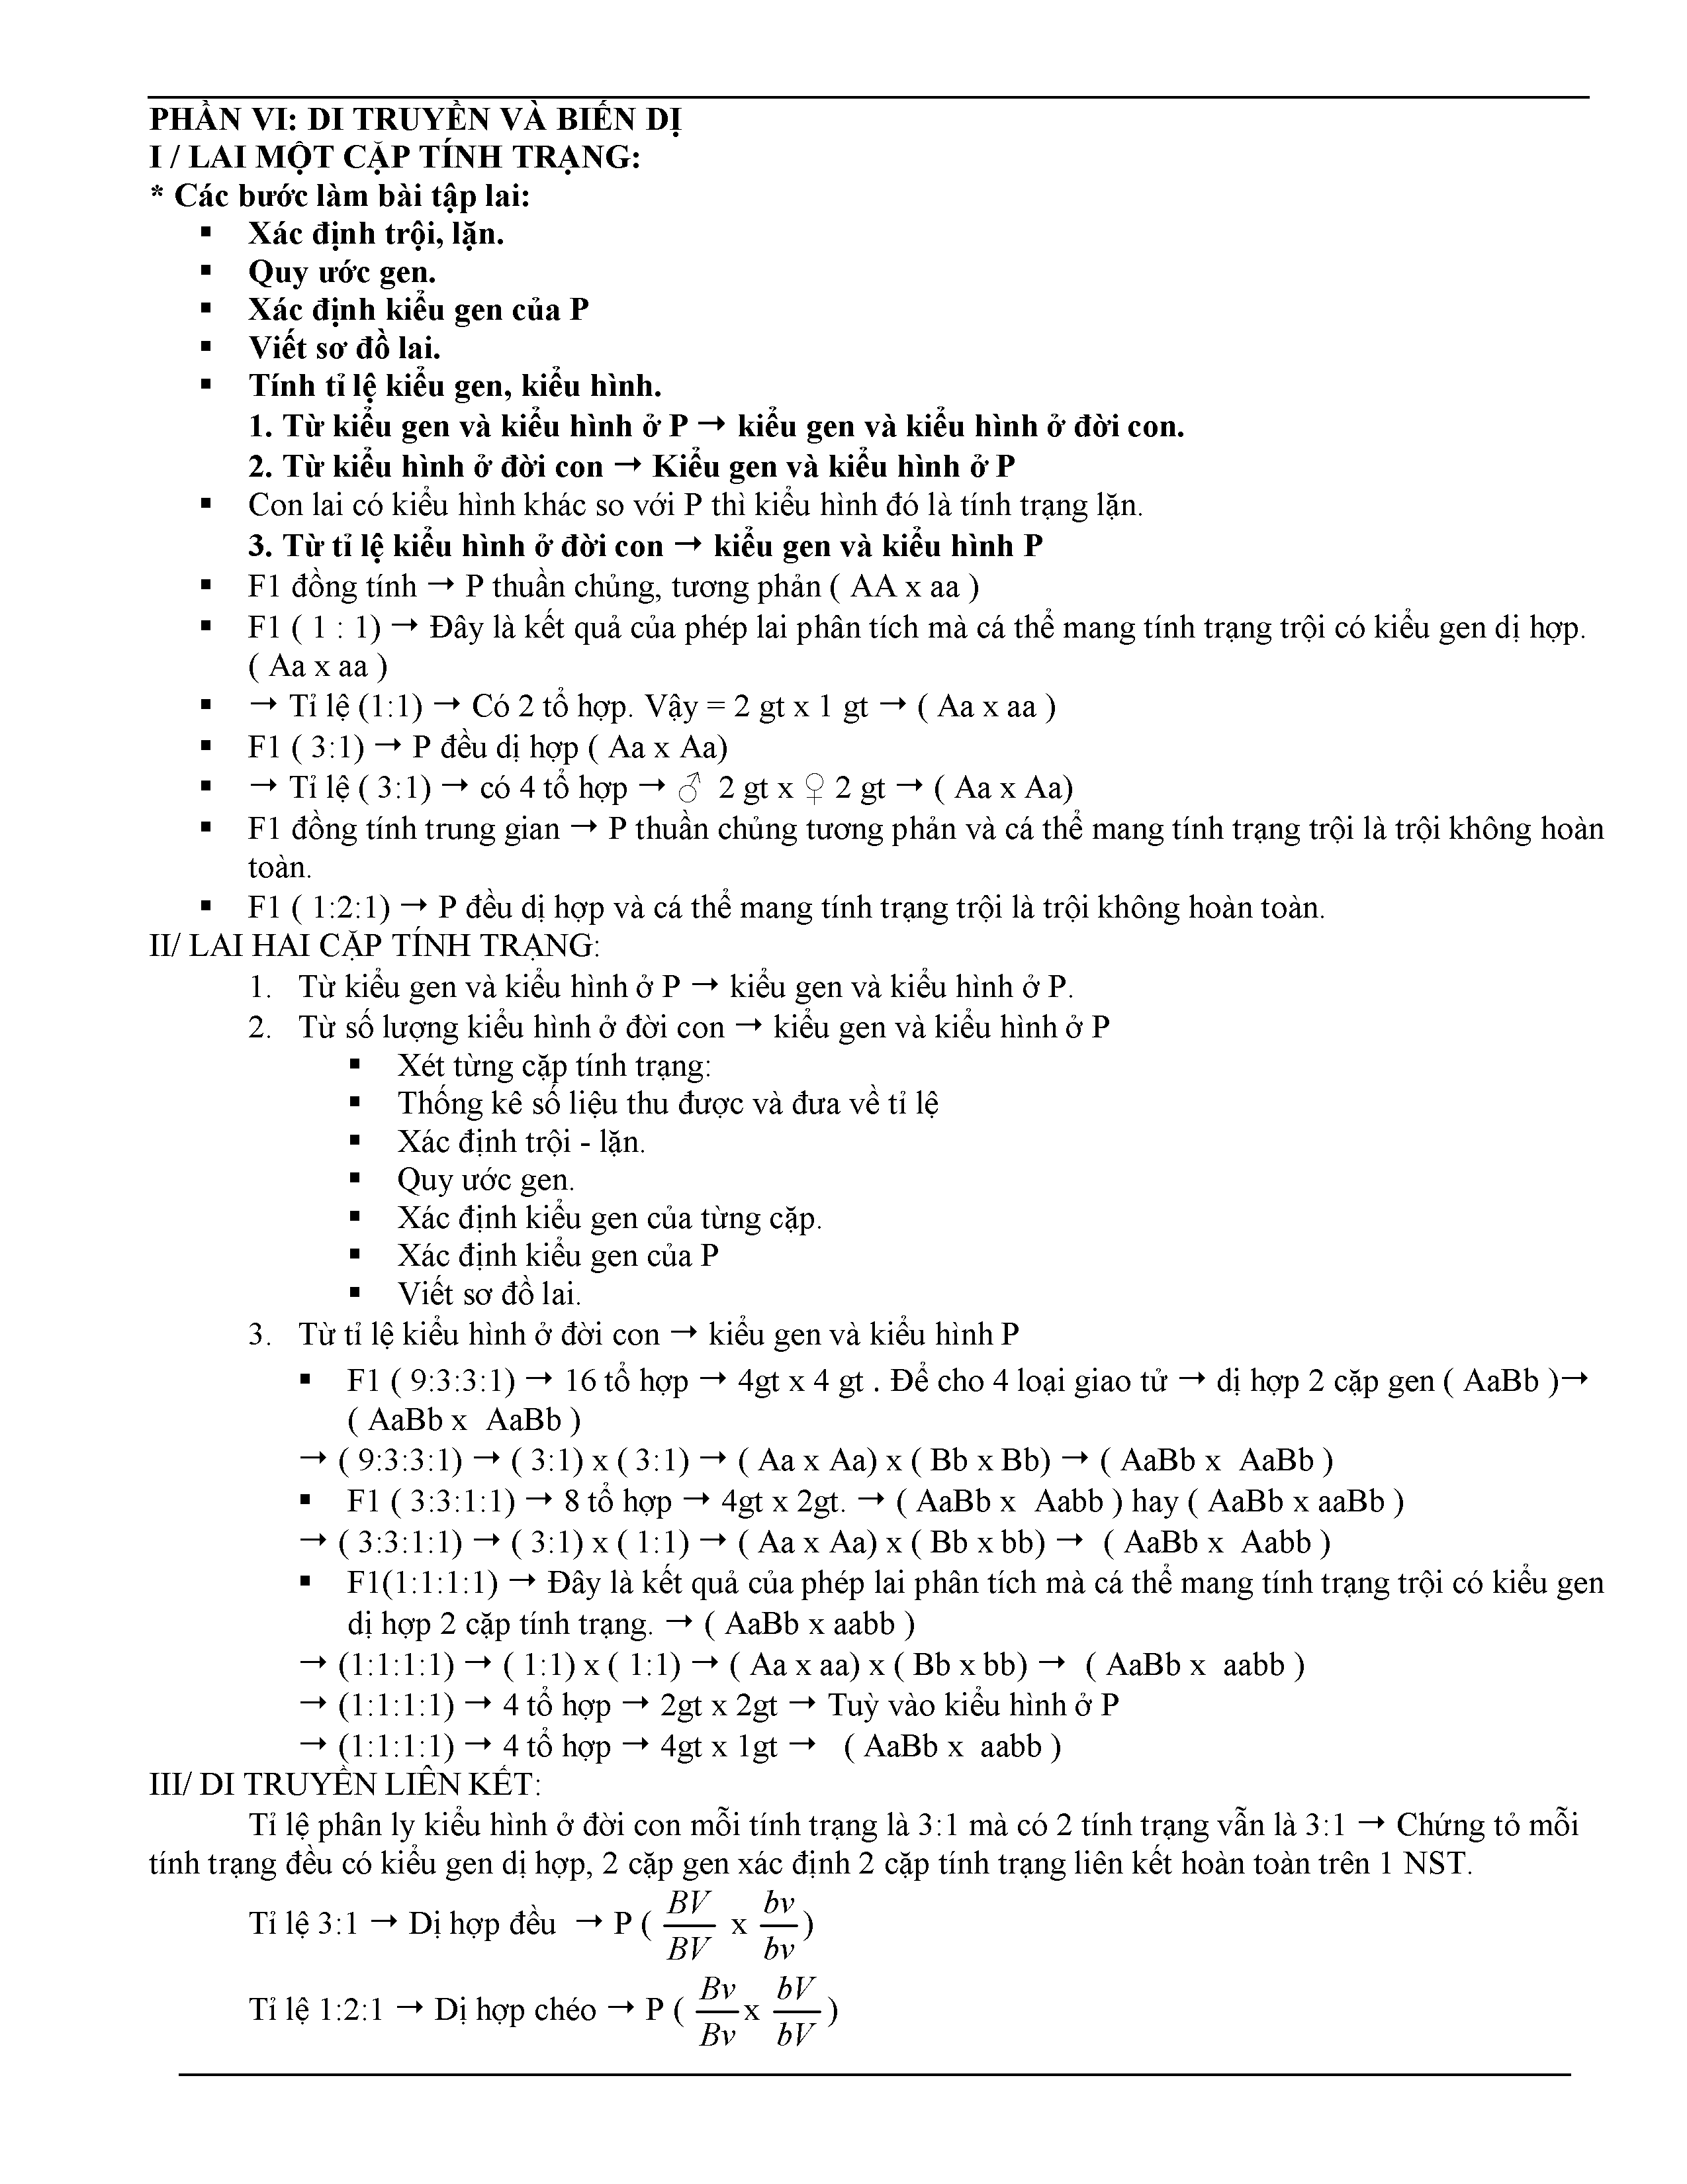 PHẦN VI: DI TRUYỀN VÀ BIẾN DỊ
I / LAI MỘT CẶP TÍNH TRẠNG:
* Các bước làm bài tập lai:
▪ Xác định trội, lặn.
▪ Quy ước gen.
▪ Xác định kiểu gen của P
▪ Viết sơ đồ lai.
▪ Tính tỉ lệ kiểu gen, kiểu hình.
1. Từ kiểu gen và kiểu hình ở P → kiểu gen và kiểu hình ở đời con.
2. Từ kiểu hình ở đời con → Kiểu gen và kiểu hình ở P
▪ Con lai có kiểu hình khác so với P thì kiểu hình đó là tính trạng lặn.
3. Từ tỉ lệ kiểu hình ở đời con → kiểu gen và kiểu hình P
▪ F1 đồng tính → P thuần chủng, tương phản ( AA x aa )
▪ F1 ( 1 : 1) → Đây là kết quả của phép lai phân tích mà cá thể mang tính trạng trội có kiểu gen dị hợp.
( Aa x aa )
▪ → Tỉ lệ (1:1) → Có 2 tổ hợp. Vậy = 2 gt x 1 gt → ( Aa x aa )
▪ F1 ( 3:1) → P đều dị hợp ( Aa x Aa)
▪ → Tỉ lệ ( 3:1) → có 4 tổ hợp → ♂ 2 gt x ♀ 2 gt → ( Aa x Aa)
▪ F1 đồng tính trung gian → P thuần chủng tương phản và cá thể mang tính trạng trội là trội không hoàn
toàn.
▪ F1 ( 1:2:1) → P đều dị hợp và cá thể mang tính trạng trội là trội không hoàn toàn.
II/ LAI HAI CẶP TÍNH TRẠNG:
1. Từ kiểu gen và kiểu hình ở P → kiểu gen và kiểu hình ở P.
2. Từ số lượng kiểu hình ở đời con → kiểu gen và kiểu hình ở P
▪ Xét từng cặp tính trạng:
▪ Thống kê số liệu thu được và đưa về tỉ lệ
▪ Xác định trội - lặn.
▪ Quy ước gen.
▪ Xác định kiểu gen của từng cặp.
▪ Xác định kiểu gen của P
▪ Viết sơ đồ lai.
3. Từ tỉ lệ kiểu hình ở đời con → kiểu gen và kiểu hình P
▪ F1 ( 9:3:3:1) → 16 tổ hợp → 4gt x 4 gt . Để cho 4 loại giao tử → dị hợp 2 cặp gen ( AaBb )→
( AaBb x AaBb )
→ ( 9:3:3:1) → ( 3:1) x ( 3:1) → ( Aa x Aa) x ( Bb x Bb) → ( AaBb x AaBb )
▪ F1 ( 3:3:1:1) → 8 tổ hợp → 4gt x 2gt. → ( AaBb x Aabb ) hay ( AaBb x aaBb )
→ ( 3:3:1:1) → ( 3:1) x ( 1:1) → ( Aa x Aa) x ( Bb x bb) → ( AaBb x Aabb )
▪ F1(1:1:1:1) → Đây là kết quả của phép lai phân tích mà cá thể mang tính trạng trội có kiểu gen
dị hợp 2 cặp tính trạng. → ( AaBb x aabb )
→ (1:1:1:1) → ( 1:1) x ( 1:1) → ( Aa x aa) x ( Bb x bb) → ( AaBb x aabb )
→ (1:1:1:1) → 4 tổ hợp → 2gt x 2gt → Tuỳ vào kiểu hình ở P
→ (1:1:1:1) → 4 tổ hợp → 4gt x 1gt → ( AaBb x aabb )
III/ DI TRUYỀN LIÊN KẾT:
Tỉ lệ phân ly kiểu hình ở đời con mỗi tính trạng là 3:1 mà có 2 tính trạng vẫn là 3:1 → Chứng tỏ mỗi
tính trạng đều có kiểu gen dị hợp, 2 cặp gen xác định 2 cặp tính trạng liên kết hoàn toàn trên 1 NST.
Tỉ lệ 3:1 → Dị hợp đều → P ( BV/BV x bv/bv )
Tỉ lệ 1:2:1 → Dị hợp chéo → P ( Bv/Bv x bV/bV )